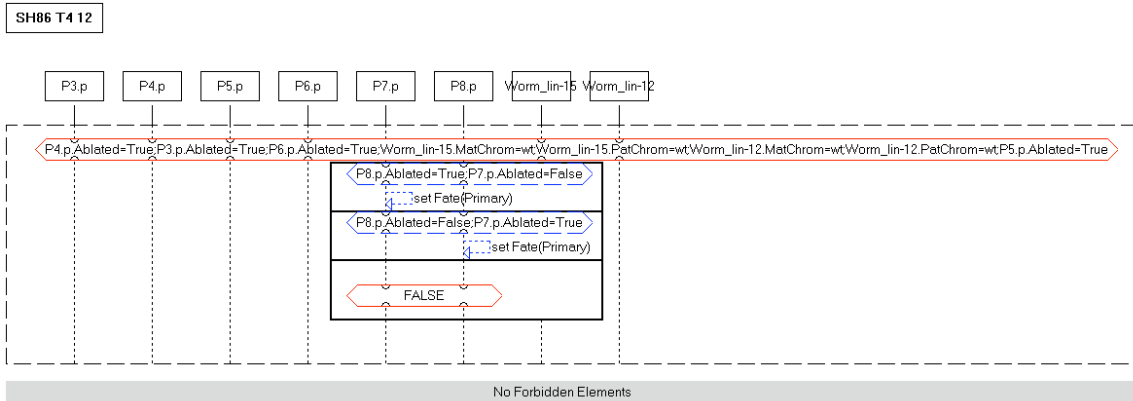 SH86 T4 12
P3.p P4.p P5.p P6.p P7.p P8.p Worm_lin-15 Worm_lin-12
P4.p.Ablated=True;P3.p.Ablated=True;P6.p.Ablated=True;Worm_lin-15.MatChrom=wt;Worm_lin-15.PatChrom=wt;Worm_lin-12.MatChrom=wt;Worm_lin-12.PatChrom=wt;P5.p.Ablated=True
P8.p.Ablated=True;P7.p.Ablated=False
set Fate(Primary)
P8.p.Ablated=False;P7.p.Ablated=True
set Fate(Primary)
FALSE
No Forbidden Elements